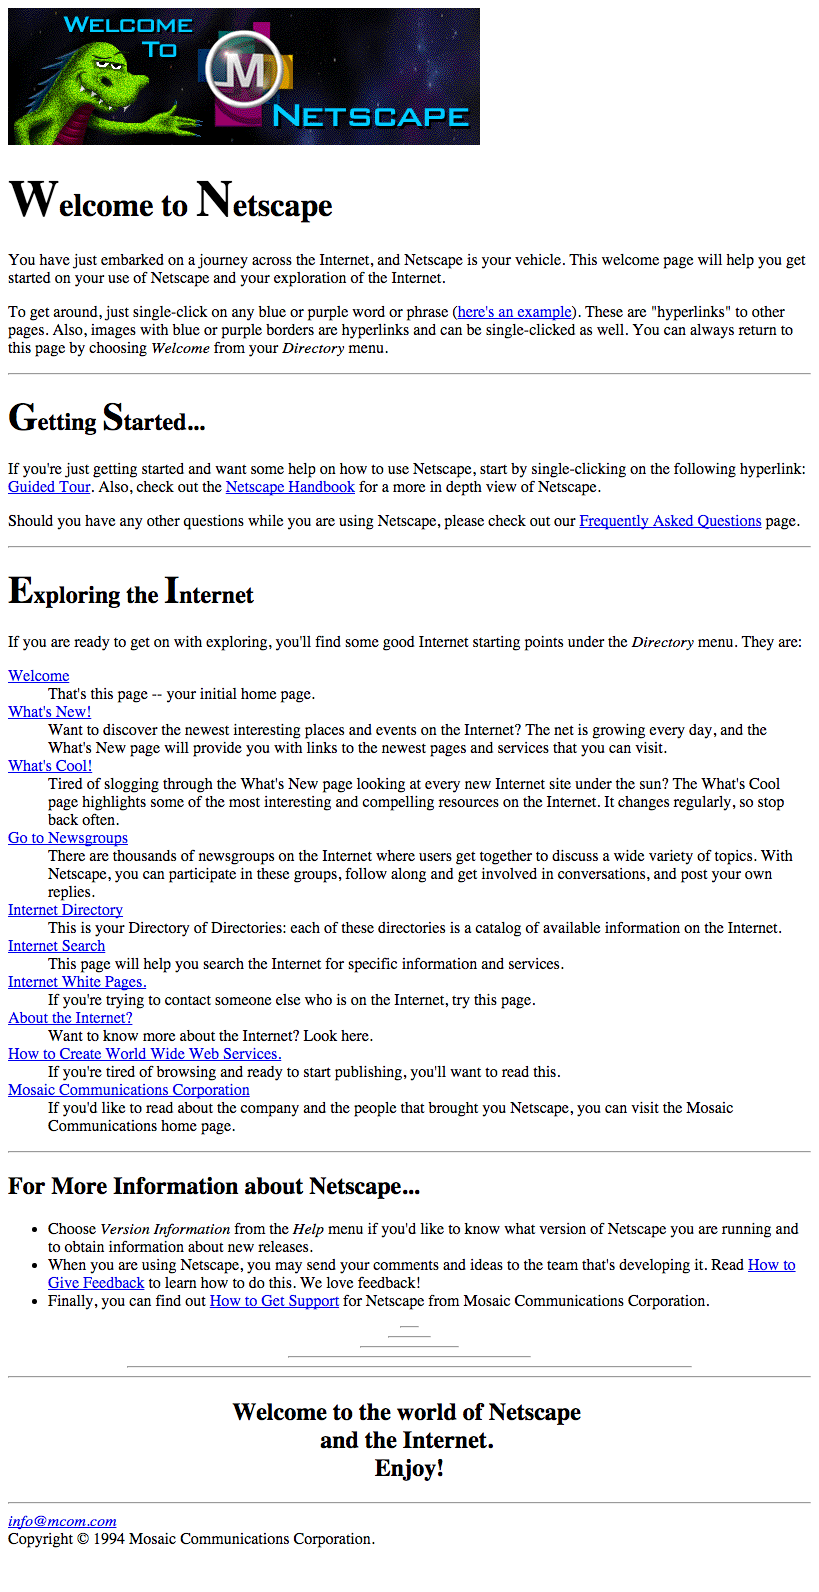 WELCOME
TO
M
NETSCAPE
Welcome to Netscape
You have just embarked on a journey across the Internet, and Netscape is your vehicle. This welcome page will help you get
started on your use of Netscape and your exploration of the Internet.
To get around, just single-click on any blue or purple word or phrase (here's an example). These are "hyperlinks" to other
pages. Also, images with blue or purple borders are hyperlinks and can be single-clicked as well. You can always return to
this page by choosing Welcome from your Directory menu.
Getting Started...
If you're just getting started and want some help on how to use Netscape, start by single-clicking on the following hyperlink:
Guided Tour. Also, check out the Netscape Handbook for a more in depth view of Netscape.
Should you have any other questions while you are using Netscape, please check out our Frequently Asked Questions page.
Exploring the Internet
If you are ready to get on with exploring, you'll find some good Internet starting points under the Directory menu. They are:
Welcome
That's this page -- your initial home page.
What's New!
Want to discover the newest interesting places and events on the Internet? The net is growing every day, and the
What's New page will provide you with links to the newest pages and services that you can visit.
What's Cool!
Tired of slogging through the What's New page looking at every new Internet site under the sun? The What's Cool
page highlights some of the most interesting and compelling resources on the Internet. It changes regularly, so stop
back often.
Go to Newsgroups
There are thousands of newsgroups on the Internet where users get together to discuss a wide variety of topics. With
Netscape, you can participate in these groups, follow along and get involved in conversations, and post your own
replies.
Internet Directory
This is your Directory of Directories: each of these directories is a catalog of available information on the Internet.
Internet Search
This page will help you search the Internet for specific information and services.
Internet White Pages.
If you're trying to contact someone else who is on the Internet, try this page.
About the Internet?
Want to know more about the Internet? Look here.
How to Create World Wide Web Services.
If you're tired of browsing and ready to start publishing, you'll want to read this.
Mosaic Communications Corporation
If you'd like to read about the company and the people that brought you Netscape, you can visit the Mosaic
Communications home page.
For More Information about Netscape...
• Choose Version Information from the Help menu if you'd like to know what version of Netscape you are running and
to obtain information about new releases.
• When you are using Netscape, you may send your comments and ideas to the team that's developing it. Read How to
Give Feedback to learn how to do this. We love feedback!
• Finally, you can find out How to Get Support for Netscape from Mosaic Communications Corporation.
Welcome to the world of Netscape
and the Internet.
Enjoy!
info@mcom.com
Copyright © 1994 Mosaic Communications Corporation.